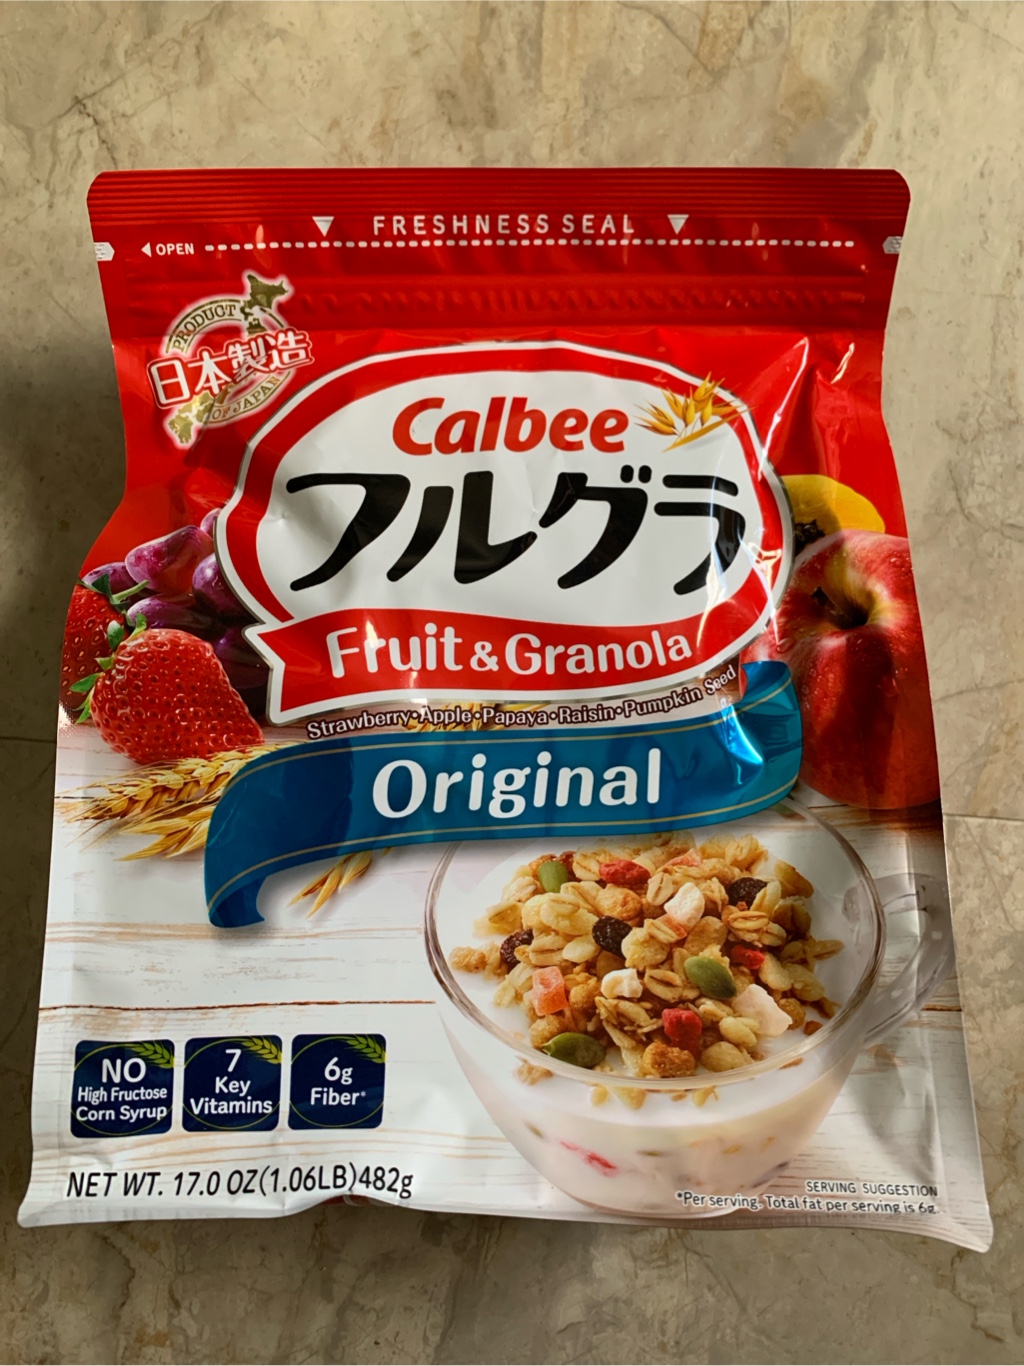 FRESHNESS SEAL
OPEN
PRODUCT
日本製造
OF JAPAN
Calbee
フルグラ
Fruit & Granola
Strawberry•Apple•Papaya•Raisin•Pumpkin Seed
Original
NO
High Fructose
Corn Syrup
7
Key
Vitamins
6g
Fiber*
NET WT. 17.0 OZ(1.06LB)482g
SERVING SUGGESTION
*Per serving. Total fat per serving is 6g.